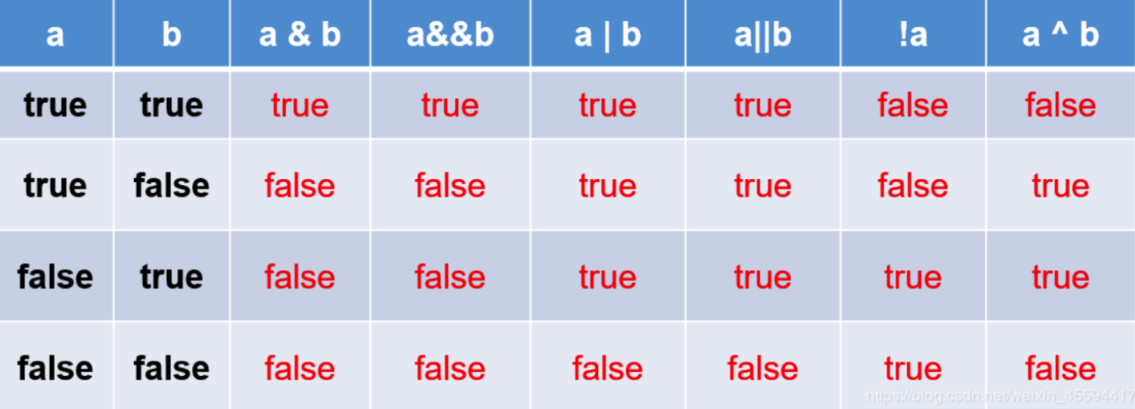 a b a & b a&&b a | b a||b !a a ^ b
true true true true true true false false
true false false false true true false true
false true false false true true true true
false false false false false false true false
https://blog.csdn.net/weixin_45594417